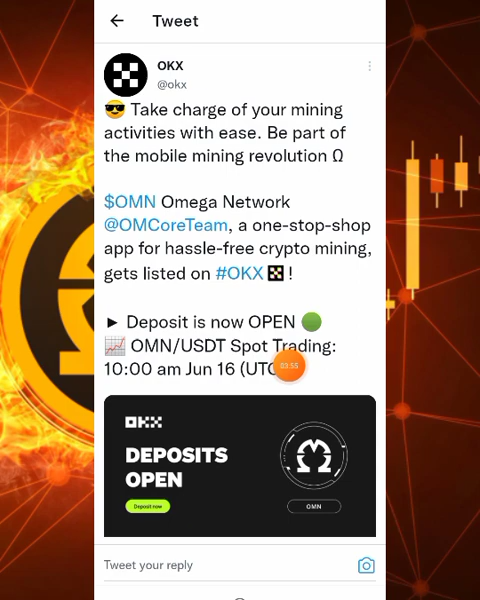 Tweet
OKX
@okx
😎 Take charge of your mining
activities with ease. Be part of
the mobile mining revolution Ω
$OMN Omega Network
@OMCoreTeam, a one-stop-shop
app for hassle-free crypto mining,
gets listed on #OKX !
► Deposit is now OPEN 🟢
📈 OMN/USDT Spot Trading:
10:00 am Jun 16 (UTC
03:55
OKX
DEPOSITS
OPEN
Deposit now
OMN
Tweet your reply